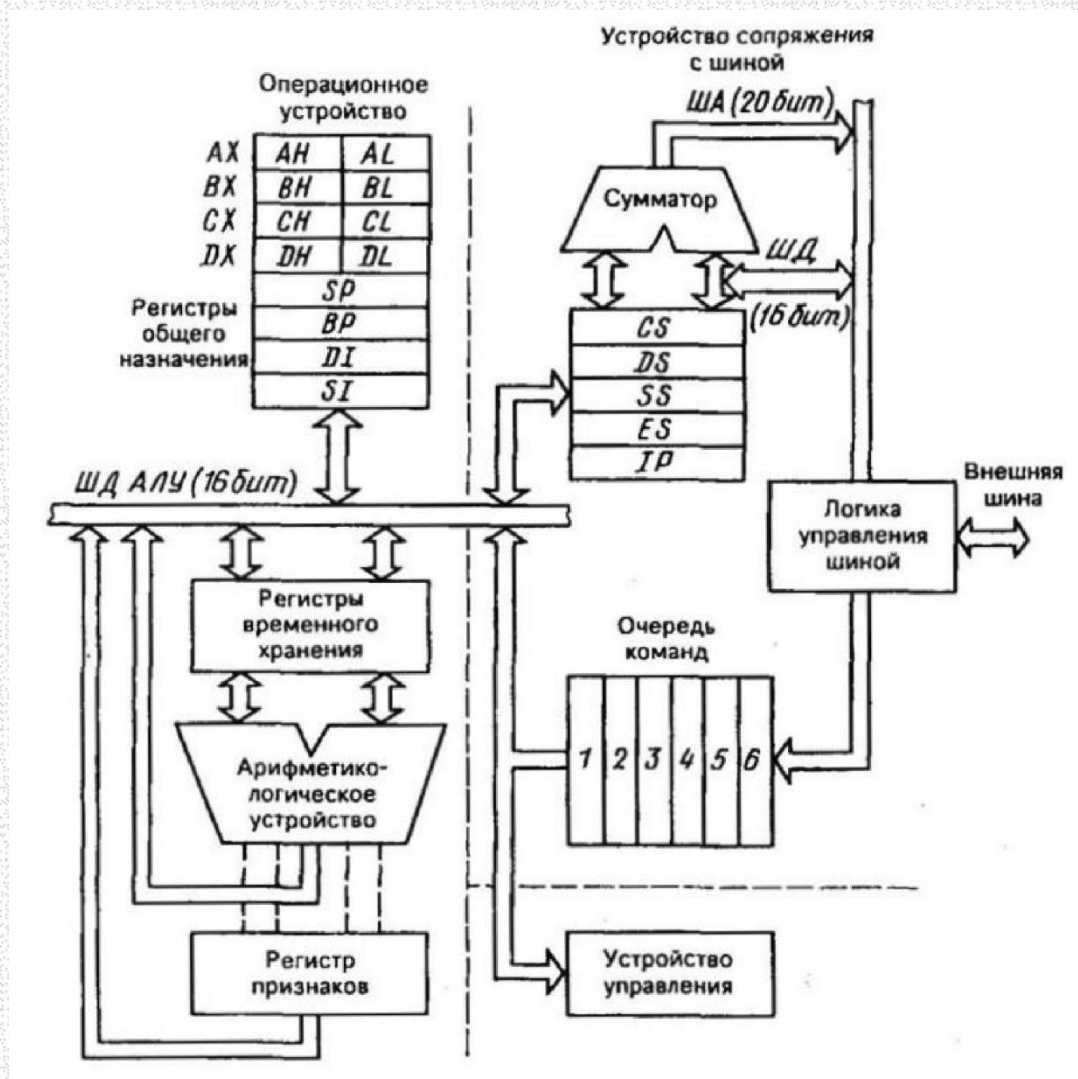 Устройство сопряжения
с шиной
Операционное
устройство
ША (20 бит)
AX
AH
AL
BX
BH
BL
CX
CH
CL
DX
DH
DL
SP
BP
DI
SI
Регистры
общего
назначения
Сумматор
ШД
(16 бит)
CS
DS
SS
ES
IP
ШД АЛУ (16 бит)
Логика
управления
шиной
Внешняя
шина
Регистры
временного
хранения
Очередь
команд
1 2 3 4 5 6
Арифметико-
логическое
устройство
Регистр
признаков
Устройство
управления